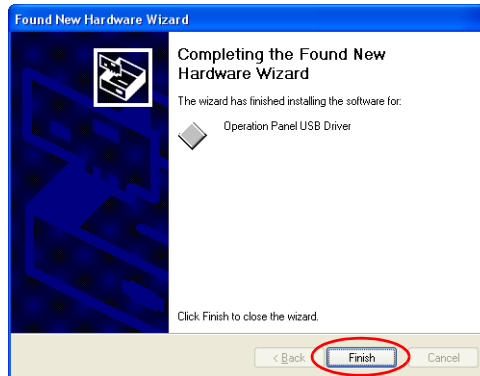 Found New Hardware Wizard
Completing the Found New
Hardware Wizard
The wizard has finished installing the software for:
Operation Panel USB Driver
Click Finish to close the wizard.
< Back Finish Cancel